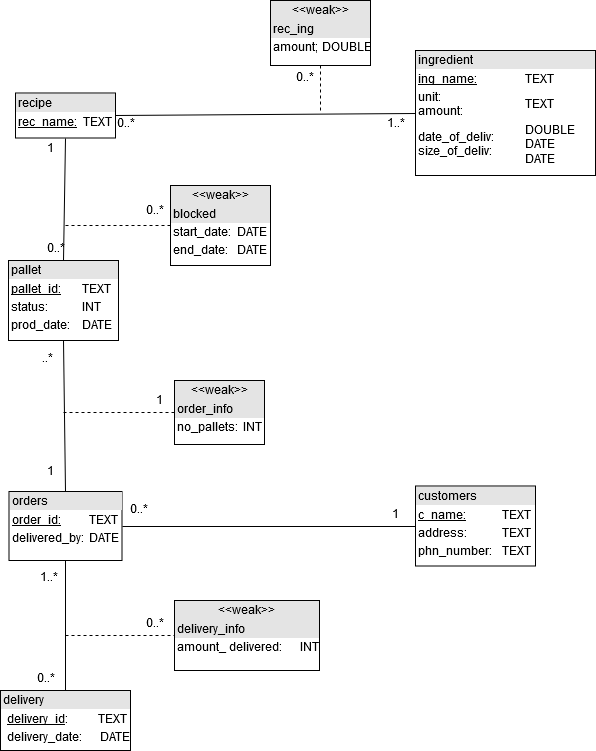 <<weak>>
rec_ing
amount; DOUBLE
0..*
ingredient
ing_name: TEXT
unit:
amount: TEXT
date_of_deliv: DOUBLE
DATE
size_of_deliv:
DATE
recipe
rec_name: TEXT
0..*
1..*
1
<<weak>>
blocked
start_date: DATE
end_date: DATE
0..*
0..*
pallet
pallet_id: TEXT
status: INT
prod_date: DATE
..*
<<weak>>
order_info
no_pallets: INT
1
1
orders
order_id: TEXT
delivered_by: DATE
0..*
1
customers
c_name: TEXT
address: TEXT
phn_number: TEXT
1..*
<<weak>>
delivery_info
amount_ delivered: INT
0..*
0..*
delivery
delivery_id: TEXT
delivery_date: DATE